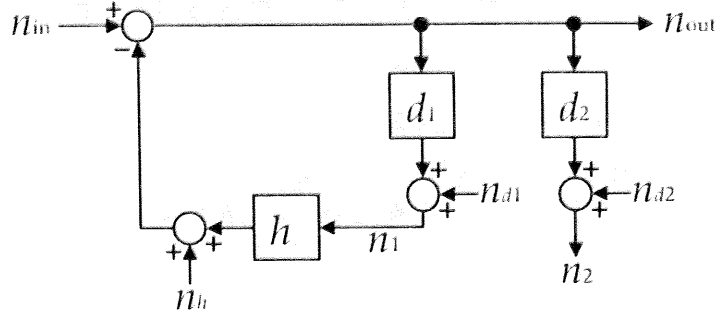 n_in + − n_out
d_1 d_2
+ n_d1 + + n_d2 +
h n_1 n_2
+ +
n_h